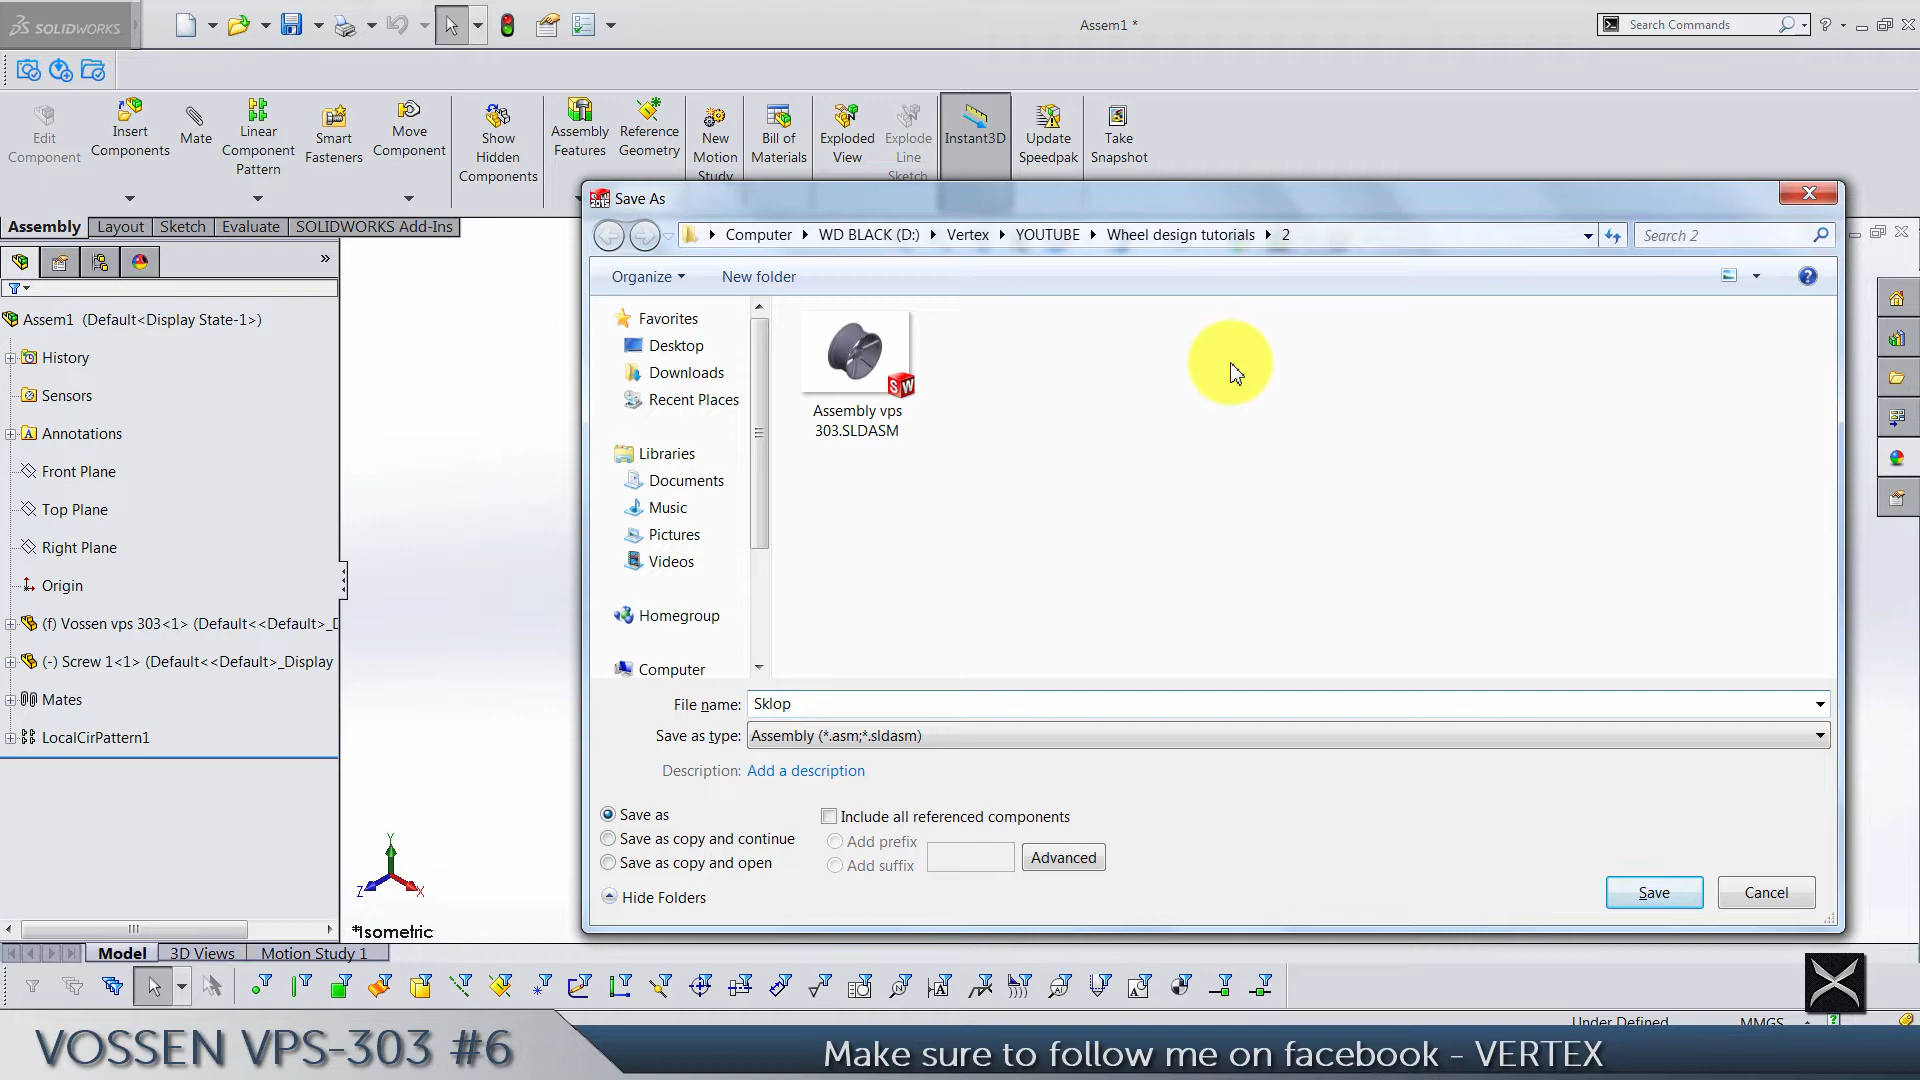 SOLIDWORKS
Assem1 *
Search Commands
Edit Component
Insert Components
Mate
Linear Component Pattern
Smart Fasteners
Move Component
Show Hidden Components
Assembly Features
Reference Geometry
New Motion Study
Bill of Materials
Exploded View
Explode Line Sketch
Instant3D
Update Speedpak
Take Snapshot
Assembly
Layout
Sketch
Evaluate
SOLIDWORKS Add-Ins
Assem1 (Default<Display State-1>)
History
Sensors
Annotations
Front Plane
Top Plane
Right Plane
Origin
(f) Vossen vps 303<1> (Default<<Default>_D
(-) Screw 1<1> (Default<<Default>_Display
Mates
LocalCirPattern1
Save As
Computer
WD BLACK (D:)
Vertex
YOUTUBE
Wheel design tutorials
2
Search 2
Organize
New folder
Favorites
Desktop
Downloads
Recent Places
Libraries
Documents
Music
Pictures
Videos
Homegroup
Computer
SW
Assembly vps
303.SLDASM
File name: Sklop
Save as type: Assembly (*.asm;*.sldasm)
Description: Add a description
Save as
Save as copy and continue
Save as copy and open
Include all referenced components
Add prefix
Add suffix
Advanced
Hide Folders
Save
Cancel
Y
Z
X
*Isometric
Model
3D Views
Motion Study 1
Under Defined
MMGS
VOSSEN VPS-303 #6
Make sure to follow me on facebook - VERTEX